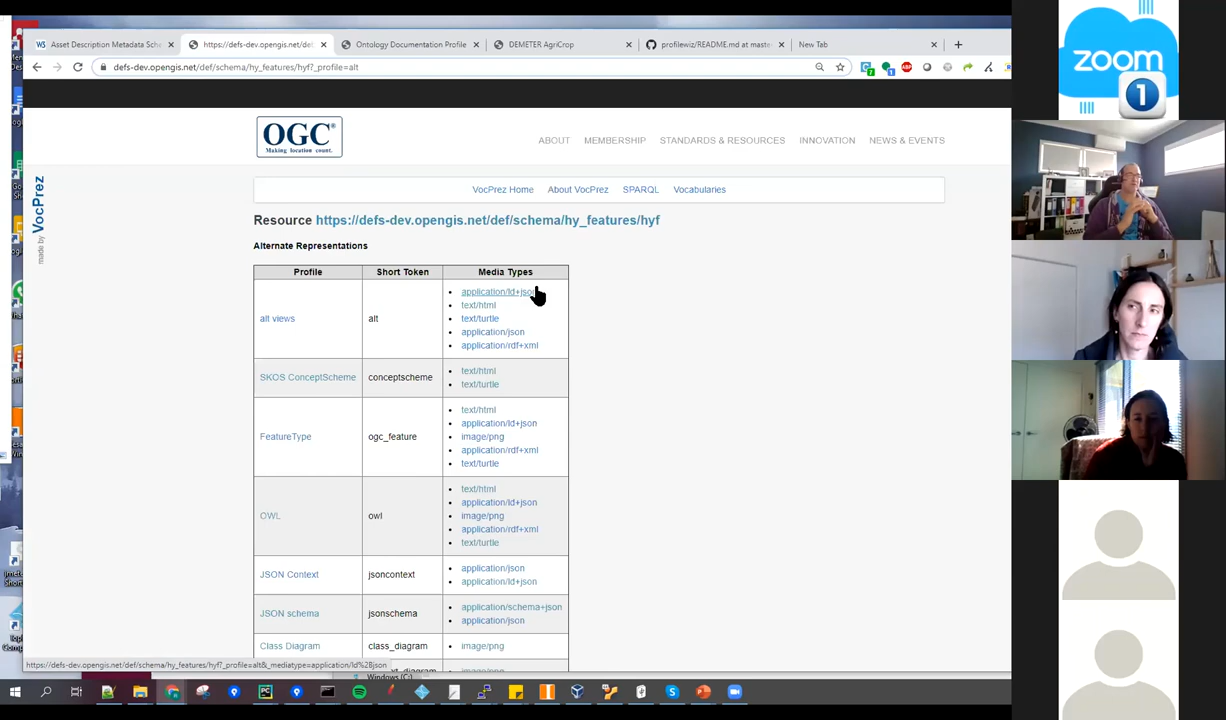 Asset Description Metadata Sche
https://defs-dev.opengis.net/def
Ontology Documentation Profile
DEMETER AgriCrop
profilewiz/README.md at maste
New Tab
defs-dev.opengis.net/def/schema/hy_features/hyf?_profile=alt
OGC
Making location count.
ABOUT MEMBERSHIP STANDARDS & RESOURCES INNOVATION NEWS & EVENTS
made by VocPrez
VocPrez Home About VocPrez SPARQL Vocabularies
Resource https://defs-dev.opengis.net/def/schema/hy_features/hyf
Alternate Representations
Profile Short Token Media Types
alt views alt
application/ld+json
text/html
text/turtle
application/json
application/rdf+xml
SKOS ConceptScheme conceptscheme
text/html
text/turtle
FeatureType ogc_feature
text/html
application/ld+json
image/png
application/rdf+xml
text/turtle
OWL owl
text/html
application/ld+json
image/png
application/rdf+xml
text/turtle
JSON Context jsoncontext
application/json
application/ld+json
JSON schema jsonschema
application/schema+json
application/json
Class Diagram class_diagram image/png
https://defs-dev.opengis.net/def/schema/hy_features/hyf?_profile=alt&_mediatype=application/ld%2Bjson
Windows (C:)
zoom
1